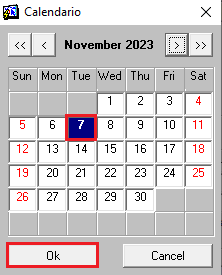 Calendario
<< < November 2023 > >>
Sun Mon Tue Wed Thu Fri Sat
1 2 3 4
5 6 7 8 9 10 11
12 13 14 15 16 17 18
19 20 21 22 23 24 25
26 27 28 29 30
Ok Cancel